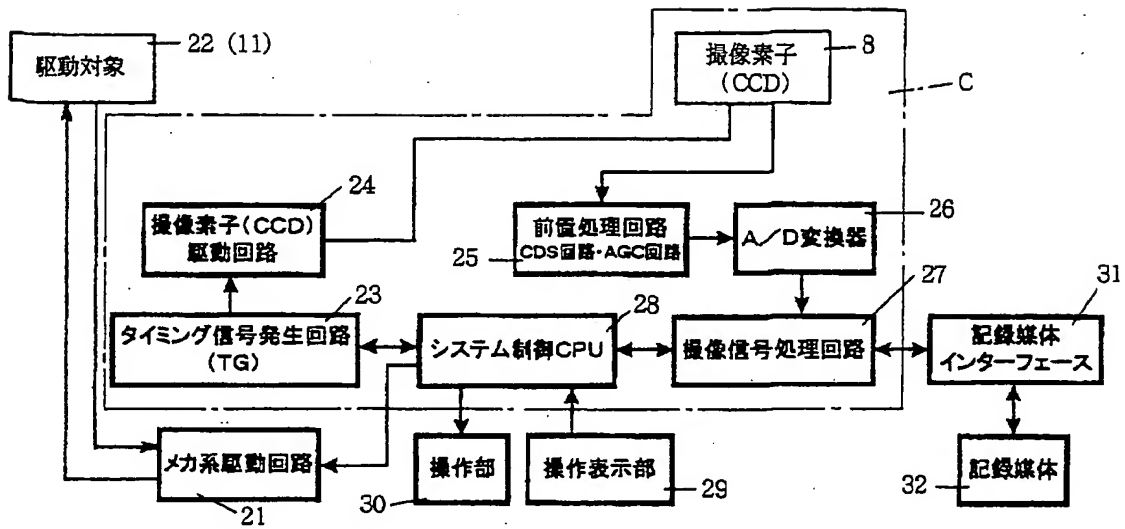 22 (11)
駆動対象
撮像素子
(CCD)
8
C
24
撮像素子(CCD)
駆動回路
前置処理回路
CDS回路・AGC回路
25
26
A／D変換器
23
タイミング信号発生回路
(TG)
28
システム制御CPU
27
撮像信号処理回路
31
記録媒体
インターフェース
メカ系駆動回路
21
操作部
30
操作表示部
29
記録媒体
32